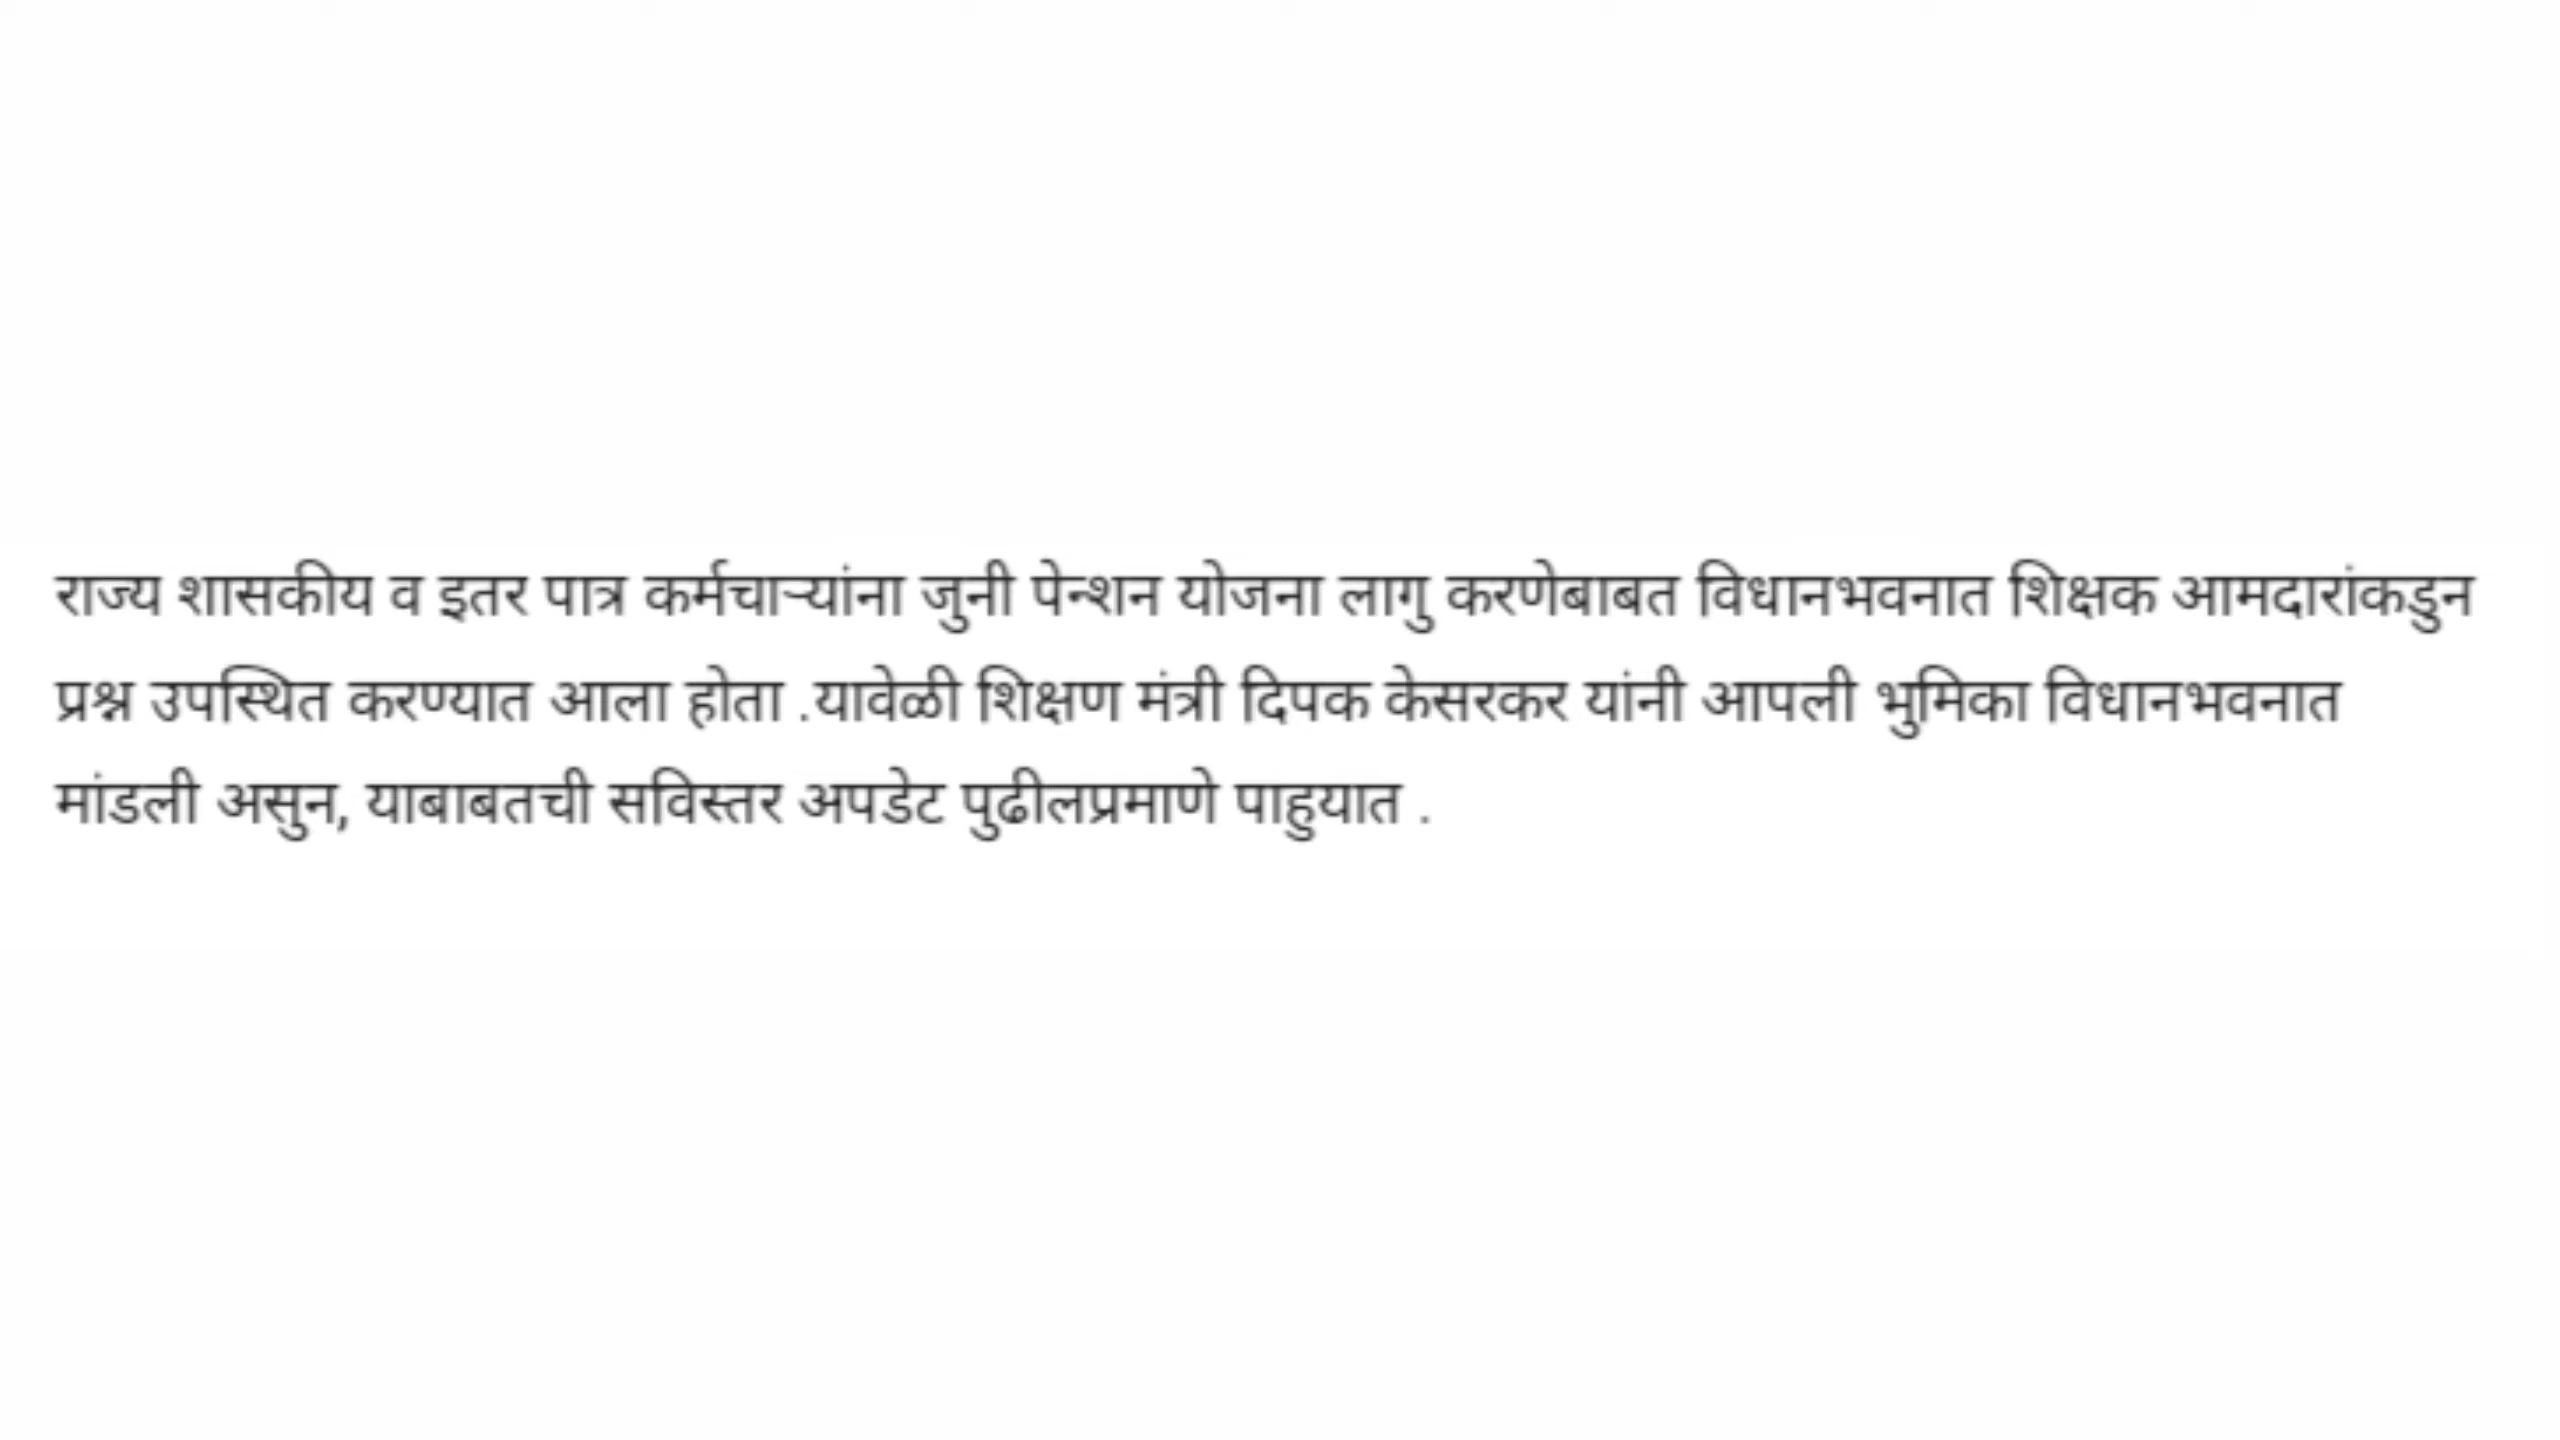 राज्य शासकीय व इतर पात्र कर्मचाऱ्यांना जुनी पेन्शन योजना लागु करणेबाबत विधानभवनात शिक्षक आमदारांकडुन
प्रश्न उपस्थित करण्यात आला होता .यावेळी शिक्षण मंत्री दिपक केसरकर यांनी आपली भुमिका विधानभवनात
मांडली असुन, याबाबतची सविस्तर अपडेट पुढीलप्रमाणे पाहुयात .